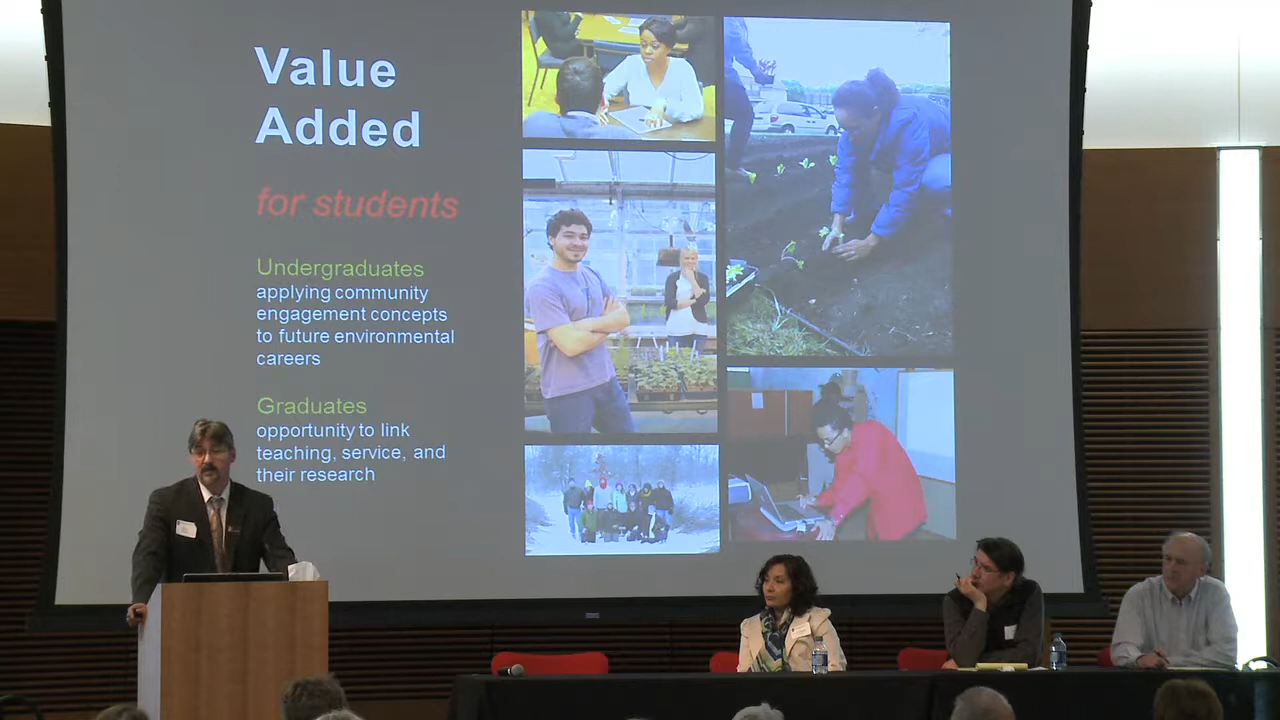 Value
Added
for students
Undergraduates
applying community
engagement concepts
to future environmental
careers
Graduates
opportunity to link
teaching, service, and
their research